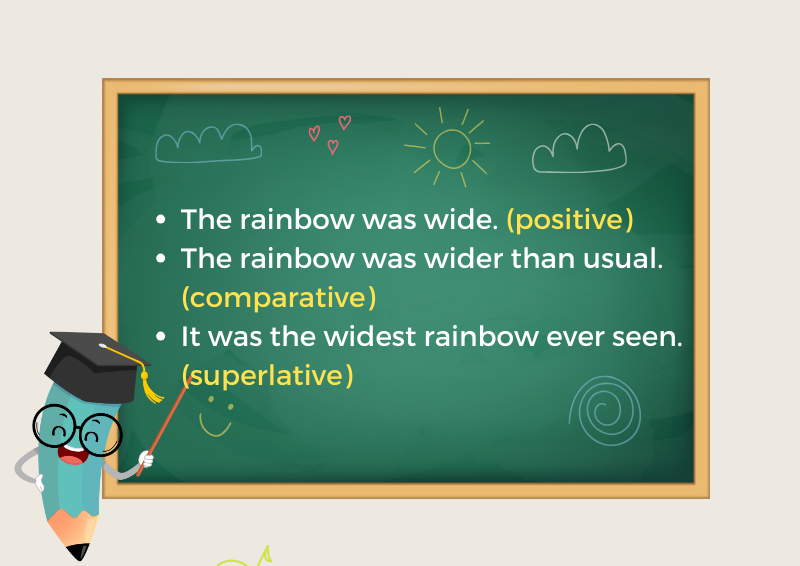 • The rainbow was wide. (positive)
• The rainbow was wider than usual.
(comparative)
• It was the widest rainbow ever seen.
(superlative)